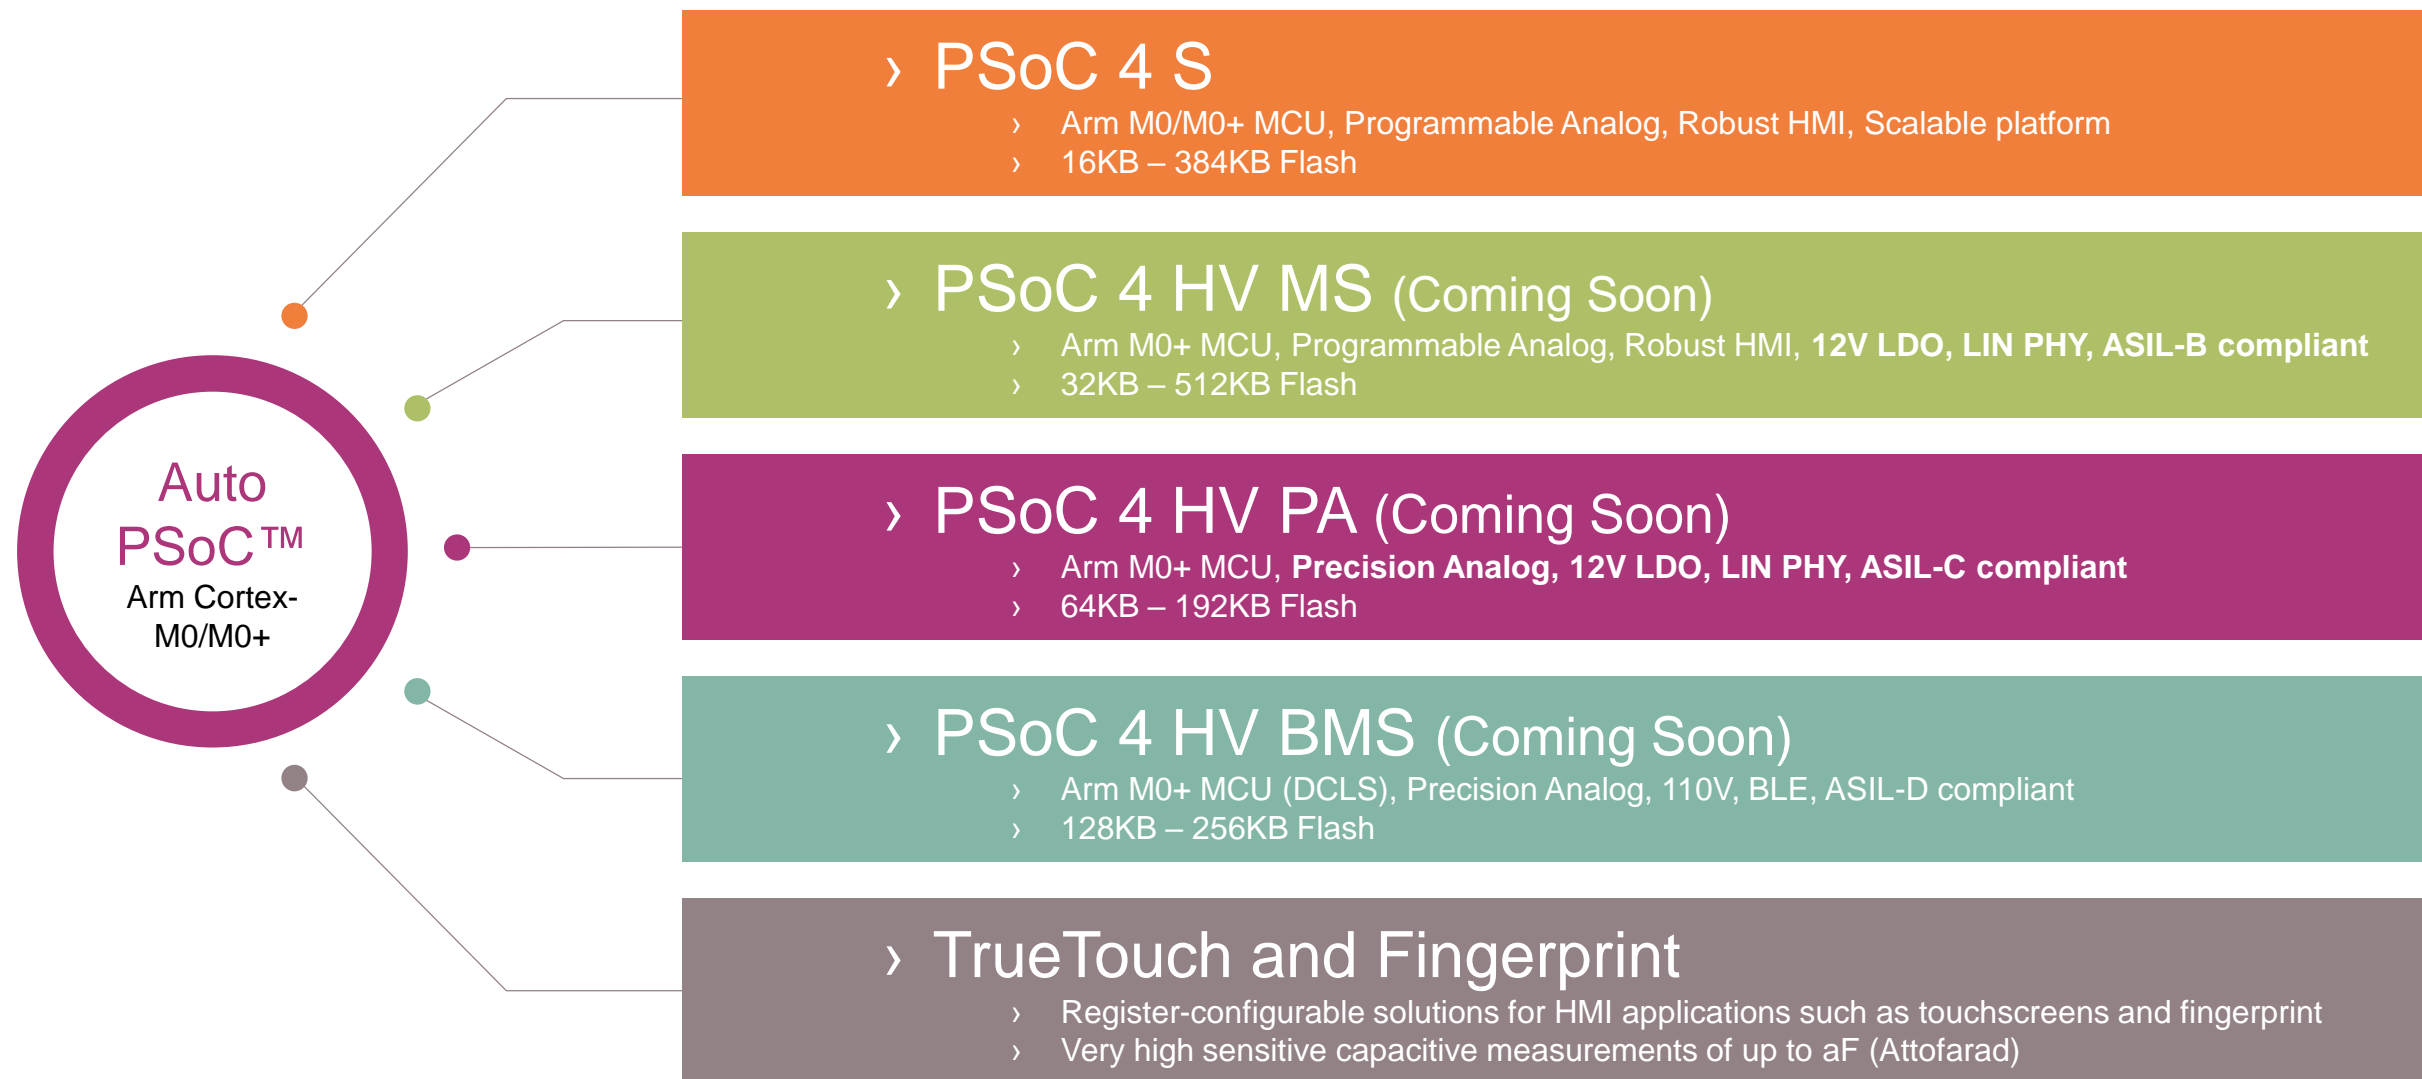 Auto
PSoC™
Arm Cortex-
M0/M0+
› PSoC 4 S
› Arm M0/M0+ MCU, Programmable Analog, Robust HMI, Scalable platform
› 16KB – 384KB Flash
› PSoC 4 HV MS (Coming Soon)
› Arm M0+ MCU, Programmable Analog, Robust HMI, 12V LDO, LIN PHY, ASIL-B compliant
› 32KB – 512KB Flash
› PSoC 4 HV PA (Coming Soon)
› Arm M0+ MCU, Precision Analog, 12V LDO, LIN PHY, ASIL-C compliant
› 64KB – 192KB Flash
› PSoC 4 HV BMS (Coming Soon)
› Arm M0+ MCU (DCLS), Precision Analog, 110V, BLE, ASIL-D compliant
› 128KB – 256KB Flash
› TrueTouch and Fingerprint
› Register-configurable solutions for HMI applications such as touchscreens and fingerprint
› Very high sensitive capacitive measurements of up to aF (Attofarad)